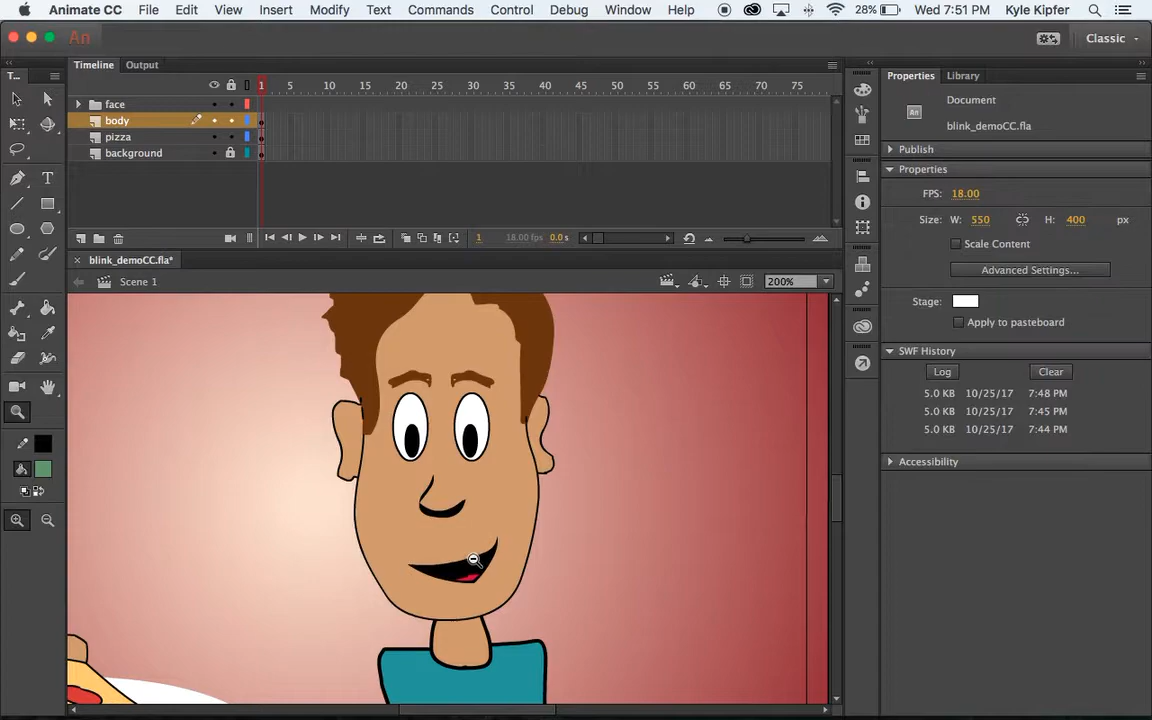 Animate CC File Edit View Insert Modify Text Commands Control Debug Window Help 28% Wed 7:51 PM Kyle Kipfer
An Classic
T... Timeline Output Properties Library
1 5 10 15 20 25 30 35 40 45 50 55 60 65 70 75
face
body
pizza
background
Document
An blink_demoCC.fla
Publish
Properties
FPS: 18.00
Size: W: 550 H: 400 px
Scale Content
Advanced Settings...
Stage:
Apply to pasteboard
SWF History
Log Clear
5.0 KB 10/25/17 7:48 PM
5.0 KB 10/25/17 7:45 PM
5.0 KB 10/25/17 7:44 PM
Accessibility
1 18.00 fps 0.0 s
blink_demoCC.fla*
Scene 1 200%